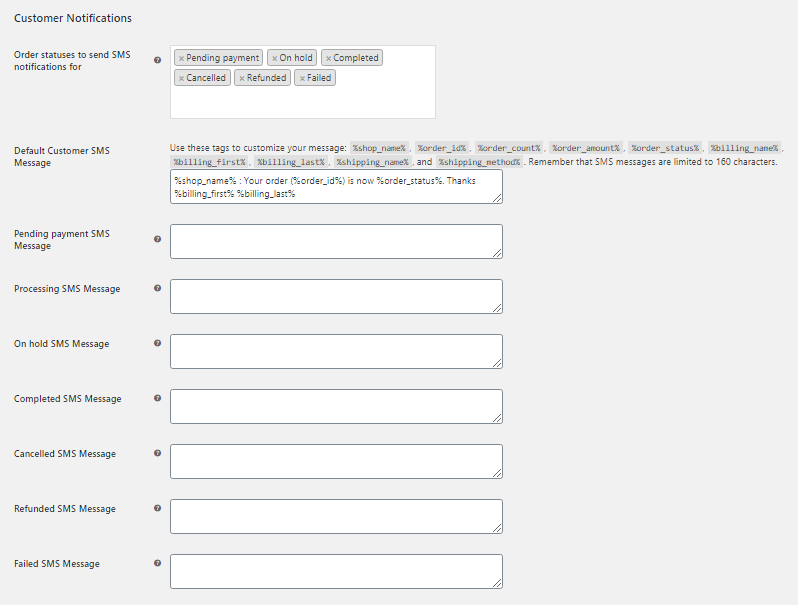 Customer Notifications
Order statuses to send SMS
notifications for
× Pending payment × On hold × Completed
× Cancelled × Refunded × Failed
Default Customer SMS
Message
Use these tags to customize your message: %shop_name% , %order_id% , %order_count% , %order_amount% , %order_status% , %billing_name% ,
%billing_first% , %billing_last% , %shipping_name% , and %shipping_method% . Remember that SMS messages are limited to 160 characters.
%shop_name% : Your order (%order_id%) is now %order_status%. Thanks
%billing_first% %billing_last%
Pending payment SMS
Message
Processing SMS Message
On hold SMS Message
Completed SMS Message
Cancelled SMS Message
Refunded SMS Message
Failed SMS Message